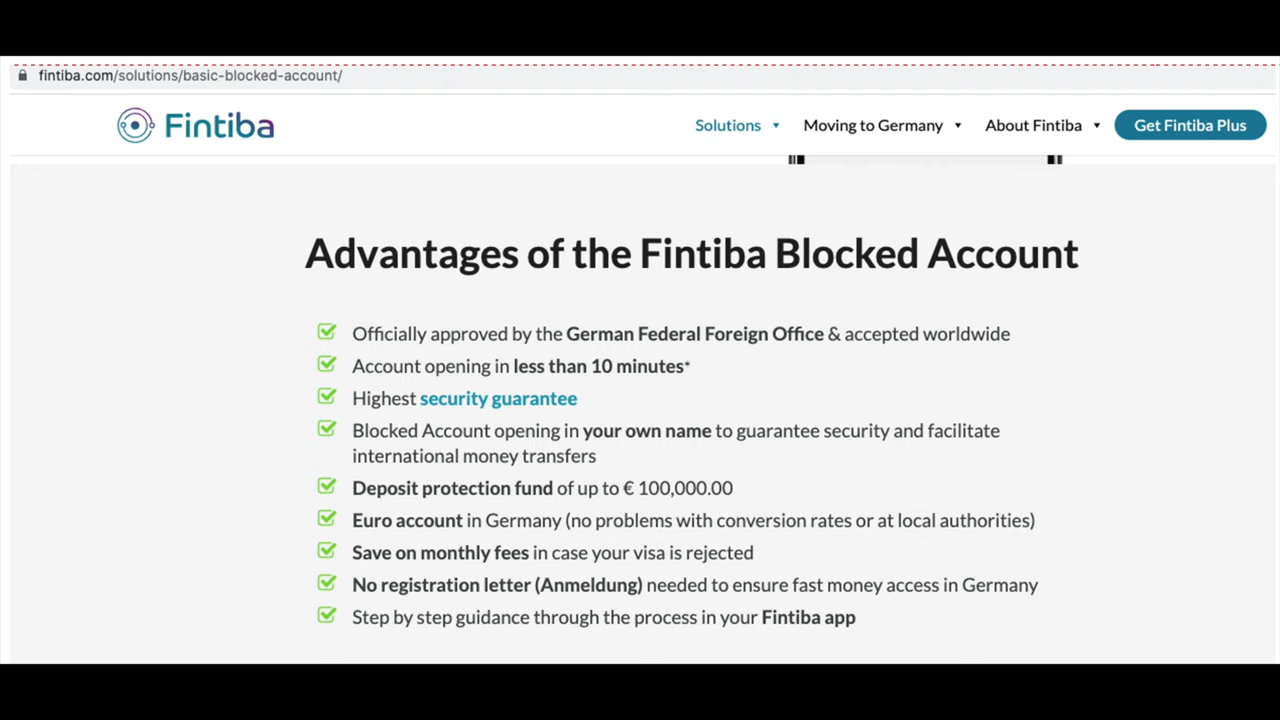 fintiba.com/solutions/basic-blocked-account/
Fintiba
Solutions
Moving to Germany
About Fintiba
Get Fintiba Plus
Advantages of the Fintiba Blocked Account
Officially approved by the German Federal Foreign Office & accepted worldwide
Account opening in less than 10 minutes*
Highest security guarantee
Blocked Account opening in your own name to guarantee security and facilitate
international money transfers
Deposit protection fund of up to € 100,000.00
Euro account in Germany (no problems with conversion rates or at local authorities)
Save on monthly fees in case your visa is rejected
No registration letter (Anmeldung) needed to ensure fast money access in Germany
Step by step guidance through the process in your Fintiba app